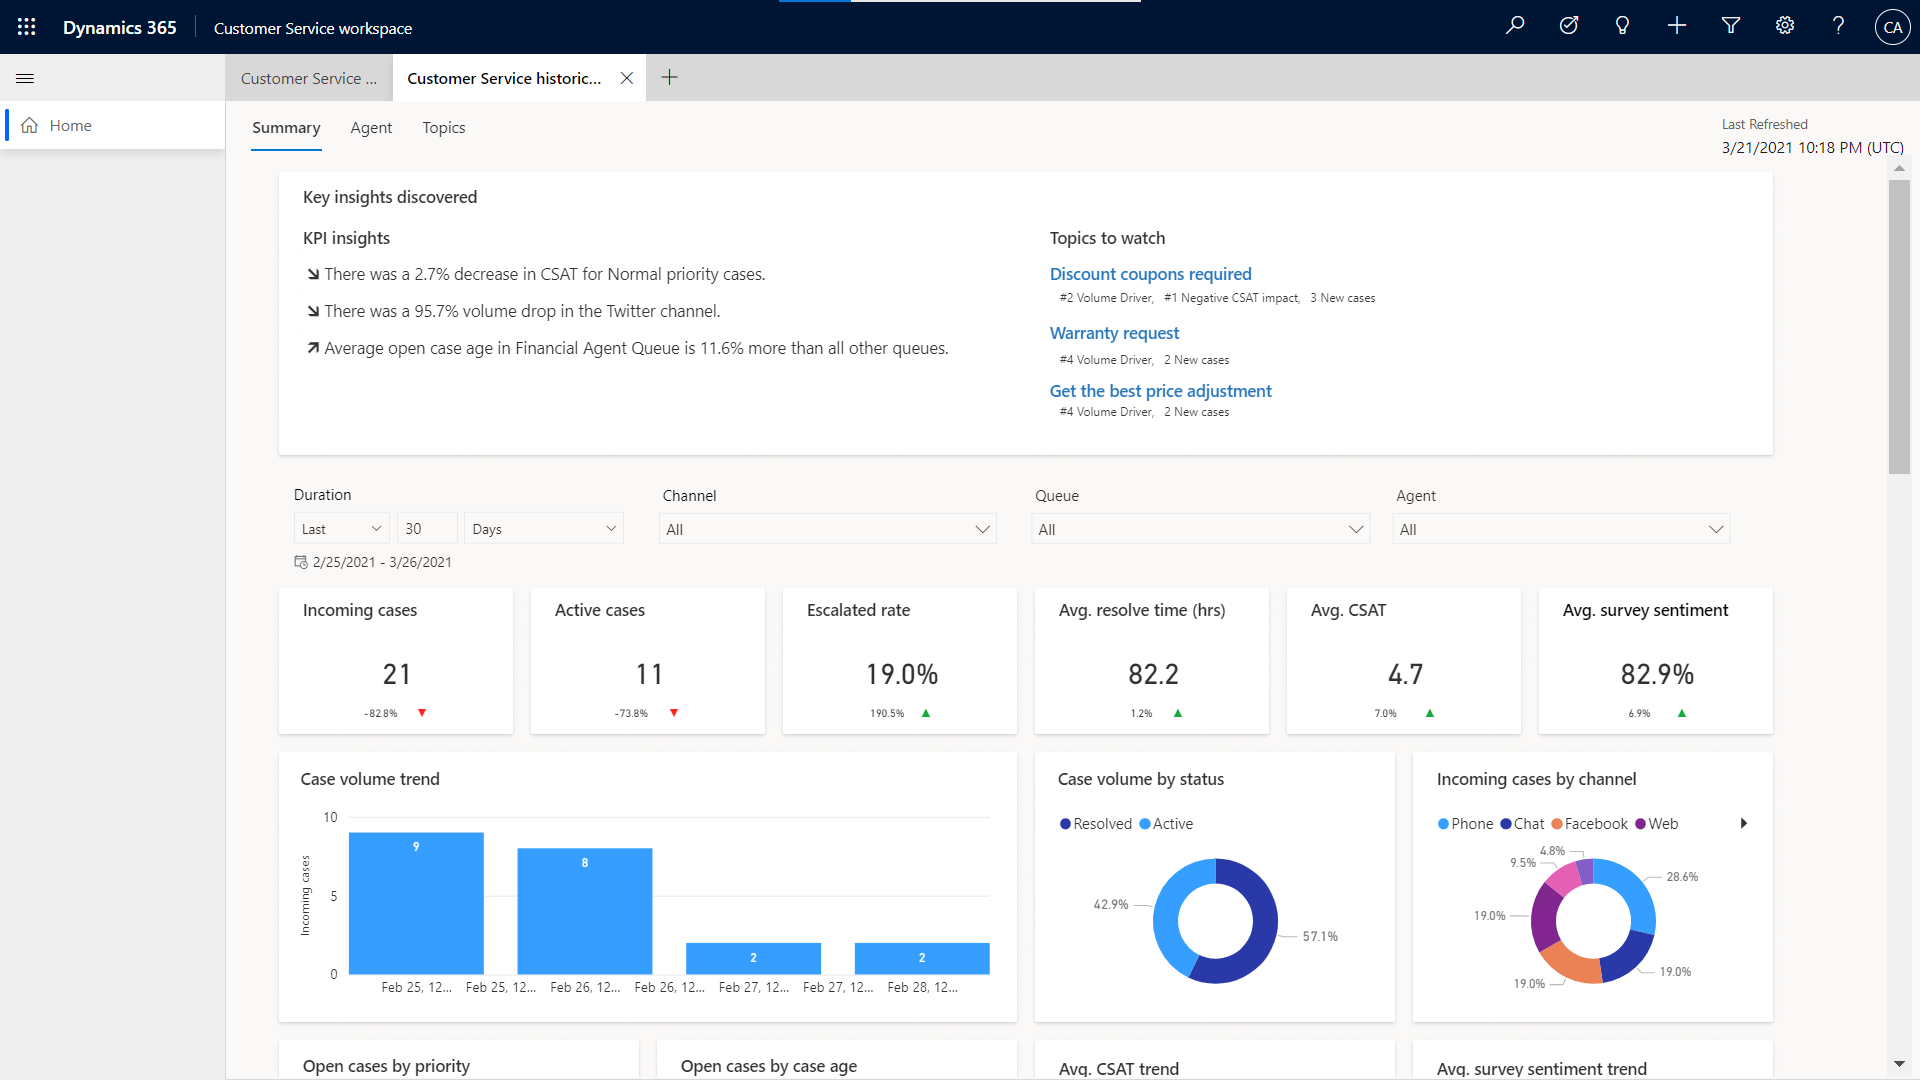 Dynamics 365
Customer Service workspace
CA
Customer Service ...
Customer Service historic...
Home
Summary
Agent
Topics
Last Refreshed
3/21/2021 10:18 PM (UTC)
Key insights discovered
KPI insights
There was a 2.7% decrease in CSAT for Normal priority cases.
There was a 95.7% volume drop in the Twitter channel.
Average open case age in Financial Agent Queue is 11.6% more than all other queues.
Topics to watch
Discount coupons required
#2 Volume Driver, #1 Negative CSAT impact, 3 New cases
Warranty request
#4 Volume Driver, 2 New cases
Get the best price adjustment
#4 Volume Driver, 2 New cases
Duration
Last
30
Days
2/25/2021 - 3/26/2021
Channel
All
Queue
All
Agent
All
Incoming cases
21
-82.8%
Active cases
11
-73.8%
Escalated rate
19.0%
190.5%
Avg. resolve time (hrs)
82.2
1.2%
Avg. CSAT
4.7
7.0%
Avg. survey sentiment
82.9%
6.9%
Case volume trend
Incoming cases
10
5
0
9
8
2
2
Feb 25, 12...
Feb 25, 12...
Feb 26, 12...
Feb 26, 12...
Feb 27, 12...
Feb 27, 12...
Feb 28, 12...
Case volume by status
Resolved
Active
42.9%
57.1%
Incoming cases by channel
Phone
Chat
Facebook
Web
4.8%
9.5%
28.6%
19.0%
19.0%
19.0%
Open cases by priority
Open cases by case age
Avg. CSAT trend
Avg. survey sentiment trend